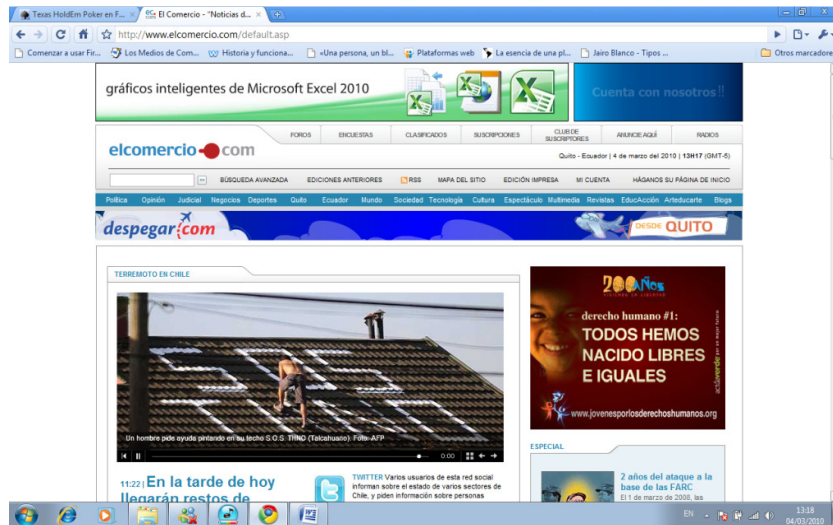 Texas HoldEm Poker en F...
El Comercio - "Noticias d...
http://www.elcomercio.com/default.asp
Comenzar a usar Fir...
Los Medios de Com...
Historia y funciona...
«Una persona, un bl...
Plataformas web
La esencia de una pl...
Jairo Blanco - Tipos ...
Otros marcadore
gráficos inteligentes de Microsoft Excel 2010
Cuenta con nosotros!!
FOROS
ENCUESTAS
CLASIFICADOS
SUSCRIPCIONES
CLUB DE
SUSCRIPTORES
ANUNCIE AQUÍ
RADIOS
elcomercio com
Quito - Ecuador | 4 de marzo del 2010 | 13H17 (GMT-5)
BÚSQUEDA AVANZADA
EDICIONES ANTERIORES
RSS
MAPA DEL SITIO
EDICIÓN IMPRESA
MI CUENTA
HÁGANOS SU PÁGINA DE INICIO
Política Opinión Judicial Negocios Deportes Quito Ecuador Mundo Sociedad Tecnología Cultura Espectáculo Multimedia Revistas EducAcción Arteducarte Blogs
despegar.com
DESDE QUITO
TERREMOTO EN CHILE
Un hombre pide ayuda pintando en su techo S.O.S. THNO (Talcahuano). Foto: AFP
0:00
200AÑOS
derecho humano #1:
TODOS HEMOS
NACIDO LIBRES
E IGUALES
www.jovenesporlosderechoshumanos.org
ESPECIAL
2 años del ataque a la
base de las FARC
El 1 de marzo de 2008, las
11:22 | En la tarde de hoy
llegarán restos de
TWITTER Varios usuarios de esta red social
informan sobre el estado de varios sectores de
Chile, y piden información sobre personas
EN
13:18
04/03/2010